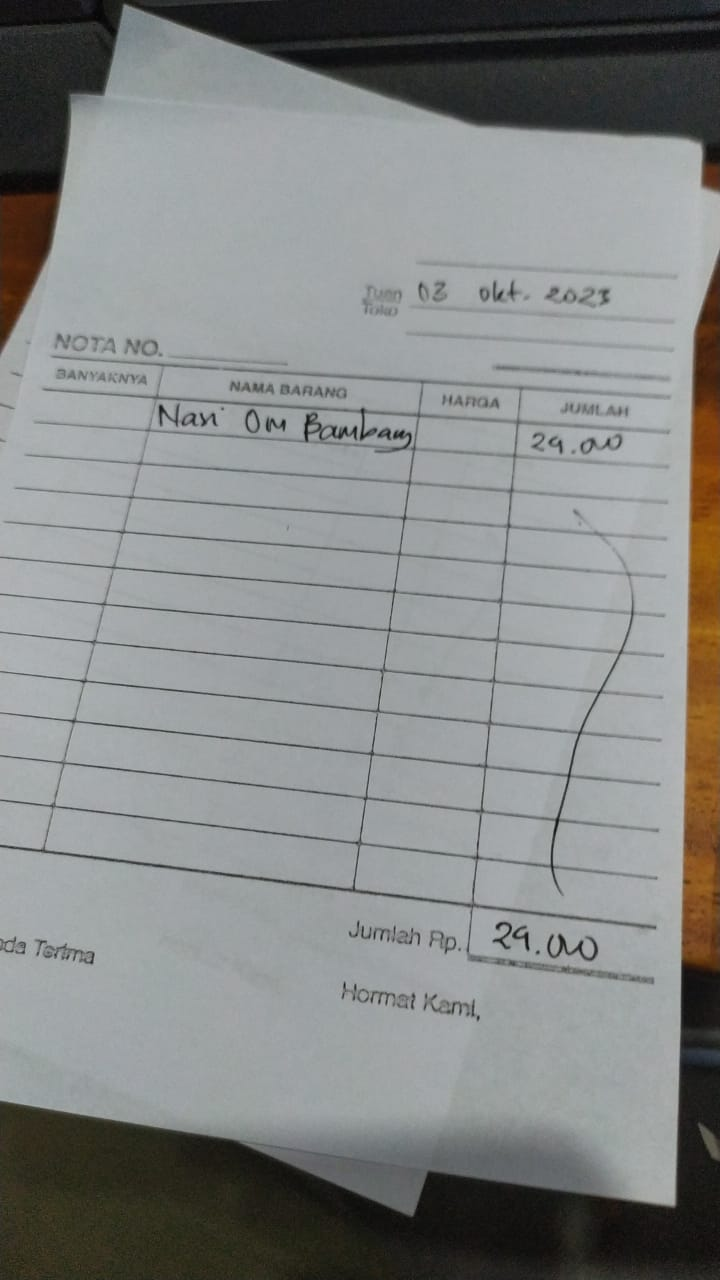 Tuan 03 okt. 2023
Toko
NOTA NO.
BANYAKNYA NAMA BARANG HARGA JUMLAH
Nasi Om Bambang 29.000
Jumlah Rp. 29.000
nda Terima
Hormat Kami,